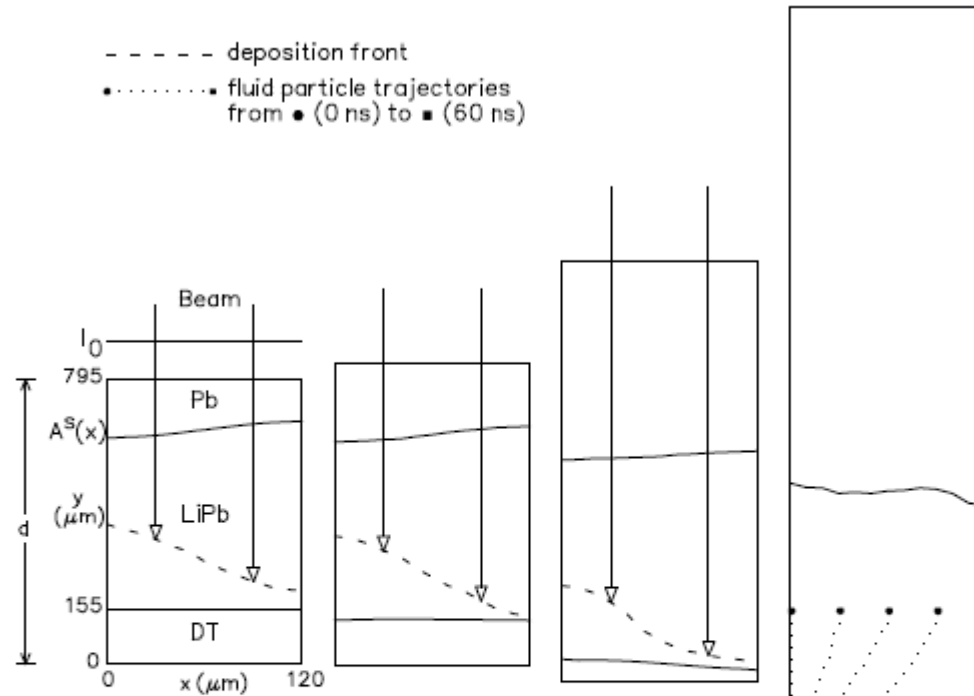 deposition front
fluid particle trajectories
from ● (0 ns) to ■ (60 ns)
Beam
I₀
795
Pb
Aˢ(x)
y
(μm)
LiPb
d
155
DT
0
0
x (μm)
120